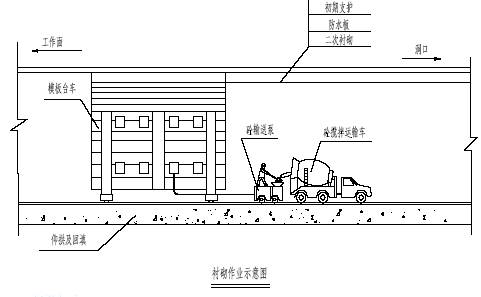 初期支护
防水板
二次衬砌
工作面
洞口
模板台车
砼输送泵
砼搅拌运输车
仰拱及回填
衬砌作业示意图